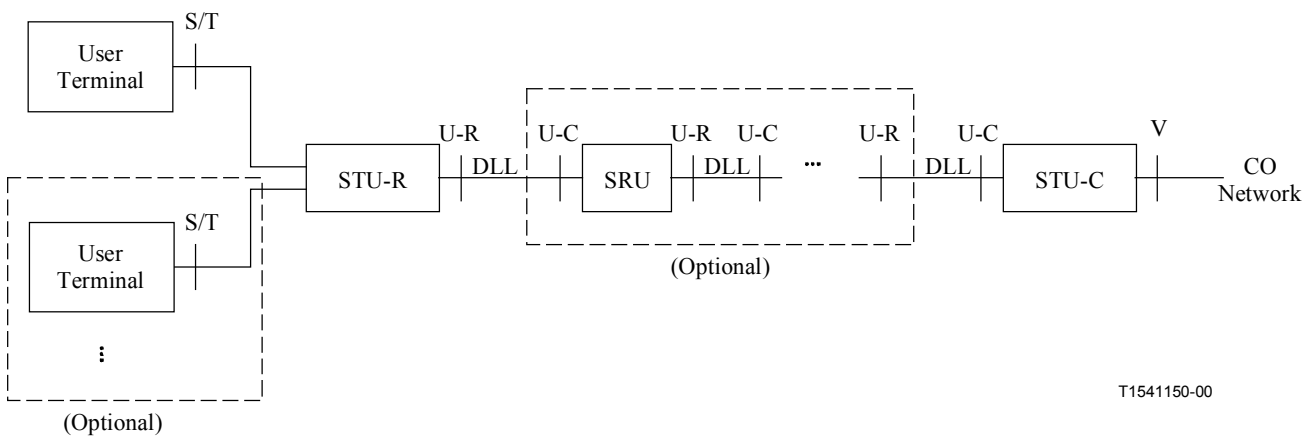 S/T
User
Terminal
U-R
U-C
U-R
U-C
U-R
U-C
V
STU-R
DLL
SRU
DLL
...
DLL
STU-C
CO
Network
S/T
User
Terminal
(Optional)
...
T1541150-00
(Optional)